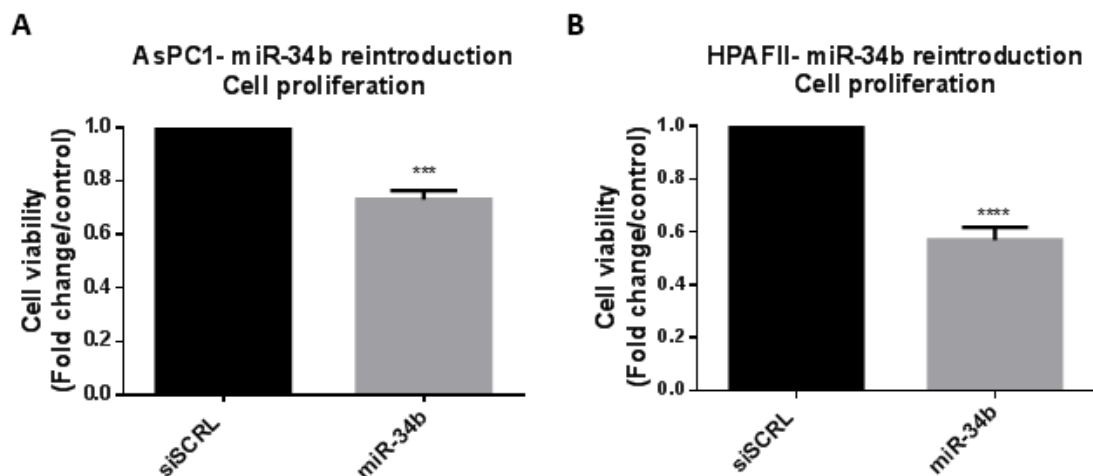 A
AsPC1- miR-34b reintroduction
Cell proliferation
Cell viability
(Fold change/control)
1.0
0.8
0.6
0.4
0.2
0.0
***
siSCRL
miR-34b
B
HPAFII- miR-34b reintroduction
Cell proliferation
Cell viability
(Fold change/control)
1.0
0.8
0.6
0.4
0.2
0.0
****
siSCRL
miR-34b